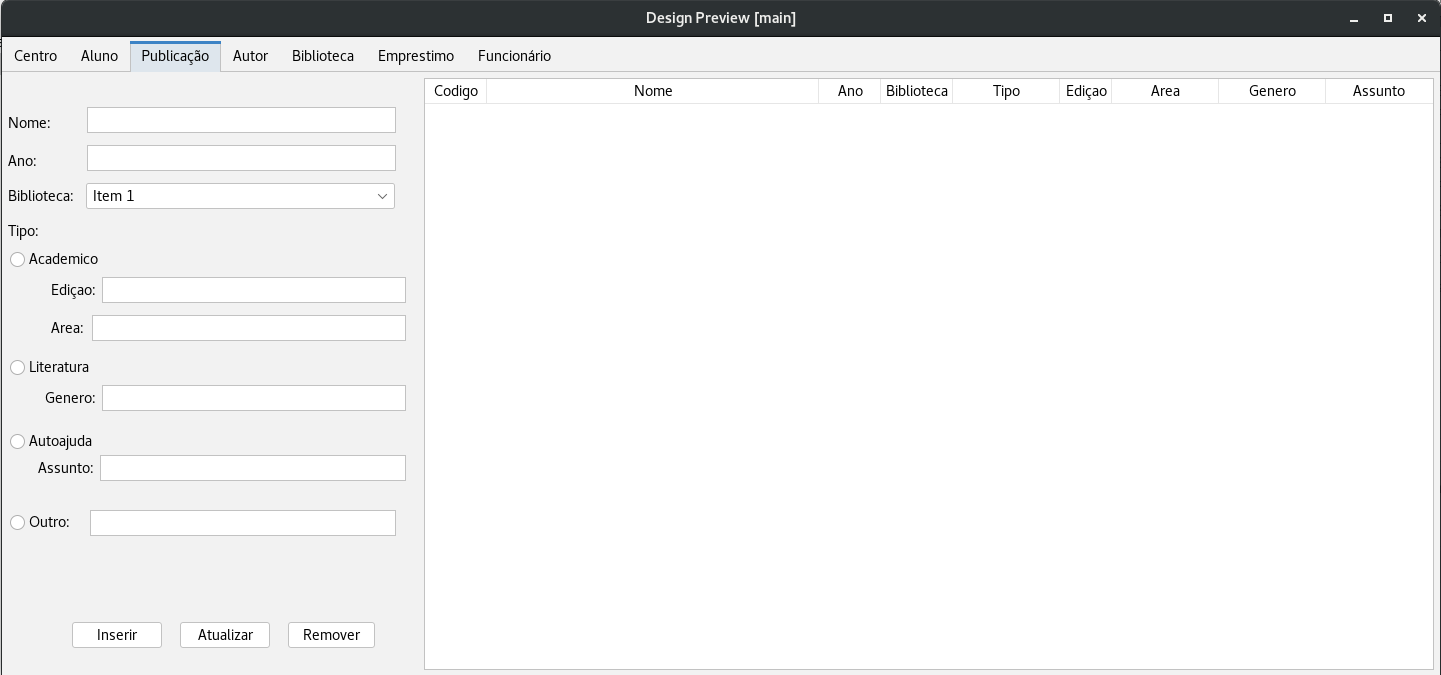 Design Preview [main]
Centro Aluno Publicação Autor Biblioteca Emprestimo Funcionário
Codigo Nome Ano Biblioteca Tipo Ediçao Area Genero Assunto
Nome:
Ano:
Biblioteca: Item 1
Tipo:
Academico
Ediçao:
Area:
Literatura
Genero:
Autoajuda
Assunto:
Outro:
Inserir Atualizar Remover